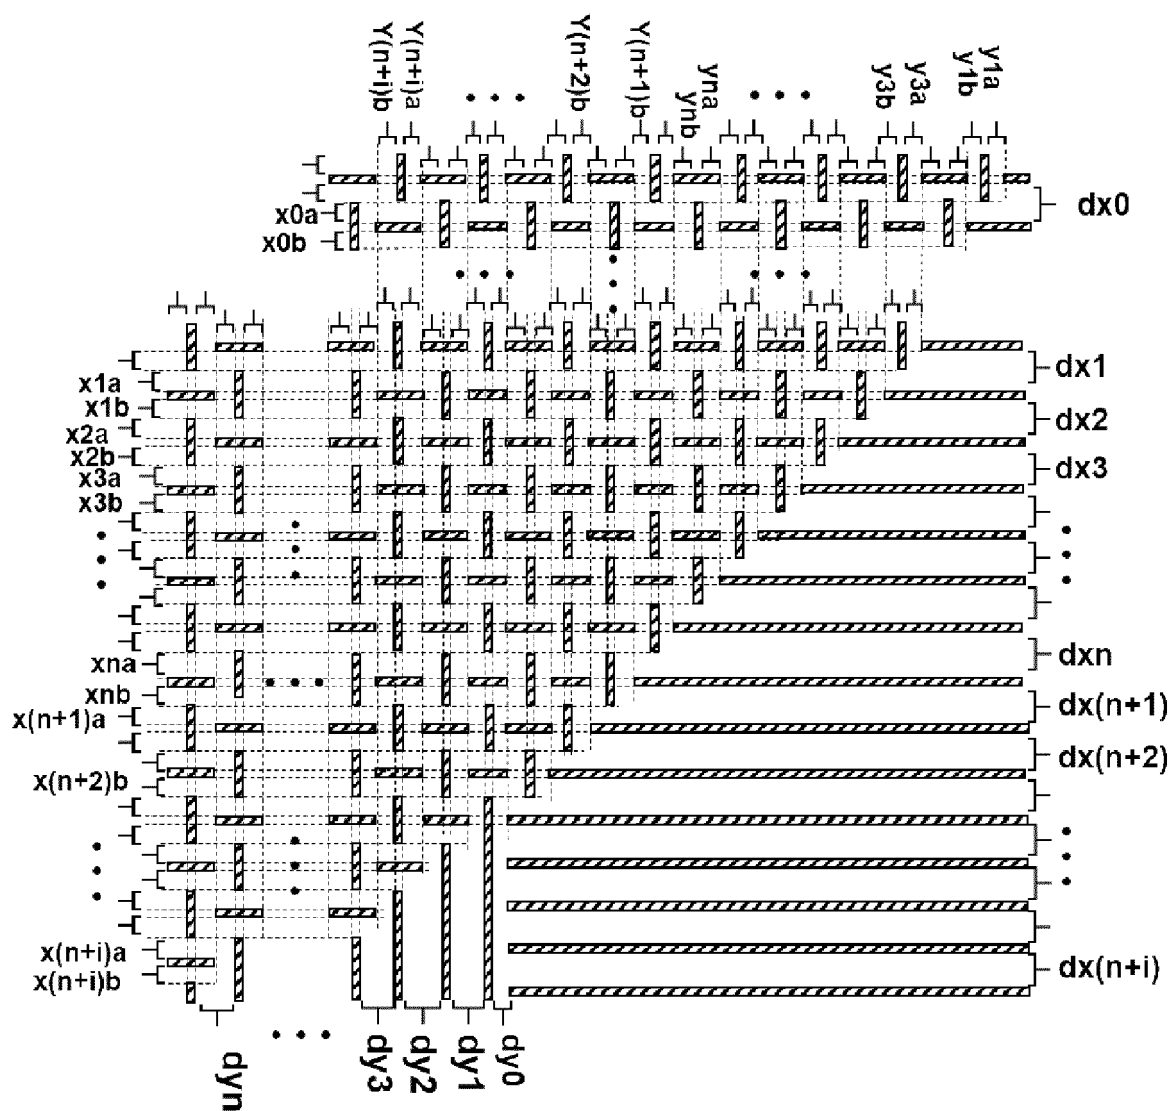 Y(n+i)b
Y(n+i)a
Y(n+2)b
Y(n+1)b
yna
ynb
y3b
y3a
y1b
y1a
x0a
x0b
dx0
x1a
x1b
x2a
x2b
x3a
x3b
xna
xnb
x(n+1)a
x(n+2)b
x(n+i)a
x(n+i)b
dx1
dx2
dx3
dxn
dx(n+1)
dx(n+2)
dx(n+i)
dyn
dy3
dy2
dy1
dy0